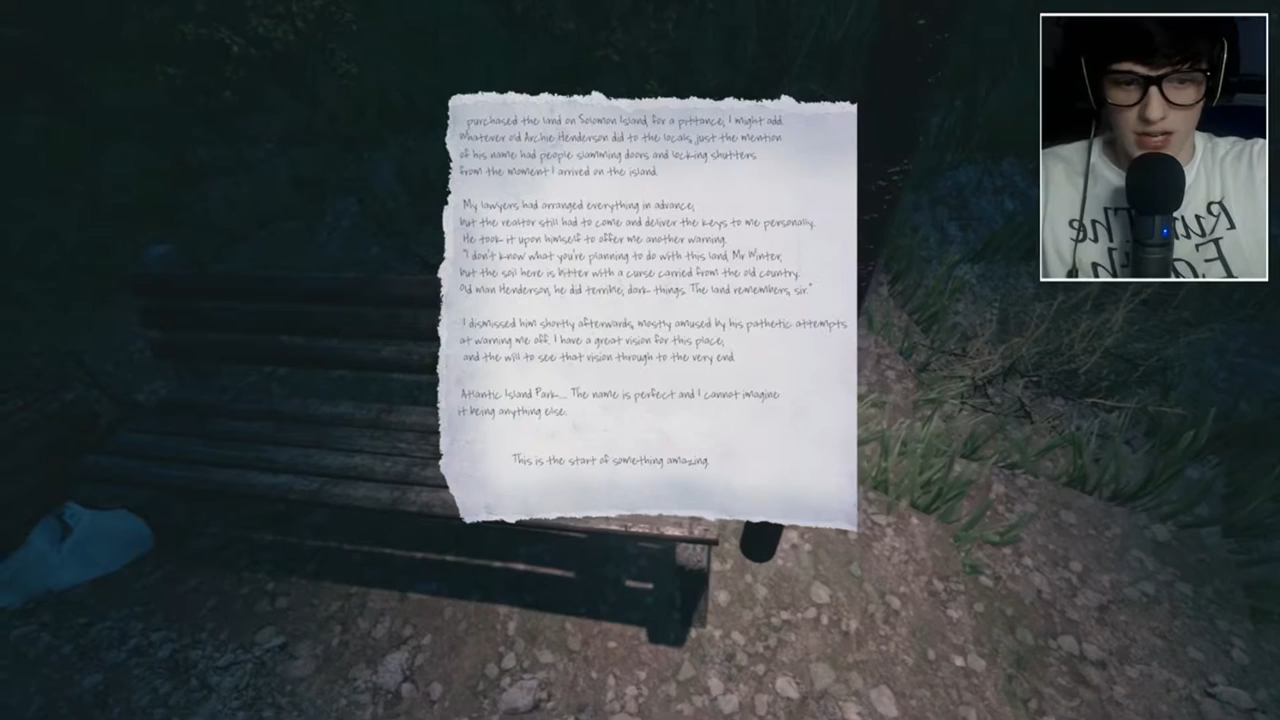 purchased the land on Solomon Island, for a pittance, I might add.
Whatever old Archie Henderson did to the locals, just the mention
of his name had people slamming doors and locking shutters
from the moment I arrived on the island.
My lawyers had arranged everything in advance,
but the realtor still had to come and deliver the keys to me personally.
He took it upon himself to offer me another warning.
"I don't know what you're planning to do with this land, Mr Winter,
but the soil here is bitter with a curse carried from the old country.
Old man Henderson, he did terrible, dark things. The land remembers, sir."
I dismissed him shortly afterwards, mostly amused by his pathetic attempts
at warning me off. I have a great vision for this place,
and the will to see that vision through to the very end.
Atlantic Island Park.... The name is perfect and I cannot imagine
it being anything else.
This is the start of something amazing.
Run The